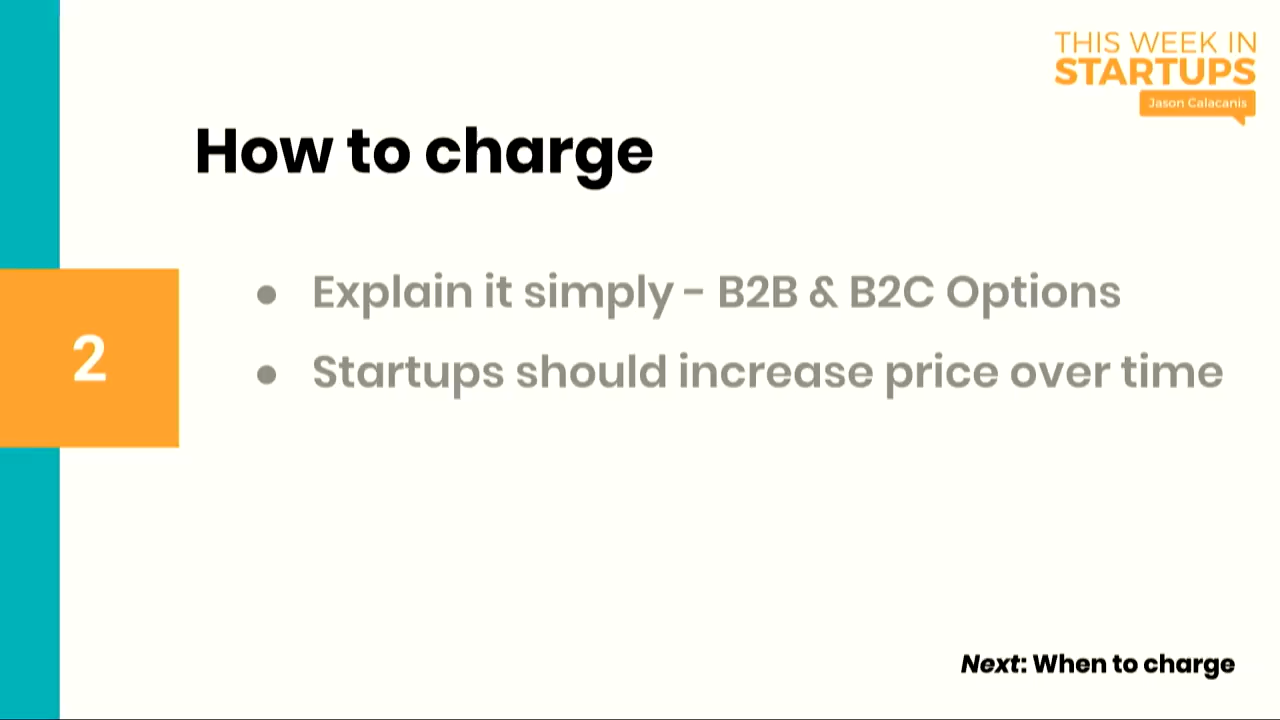 THIS WEEK IN
STARTUPS
Jason Calacanis
How to charge
● Explain it simply - B2B & B2C Options
● Startups should increase price over time
2
Next: When to charge